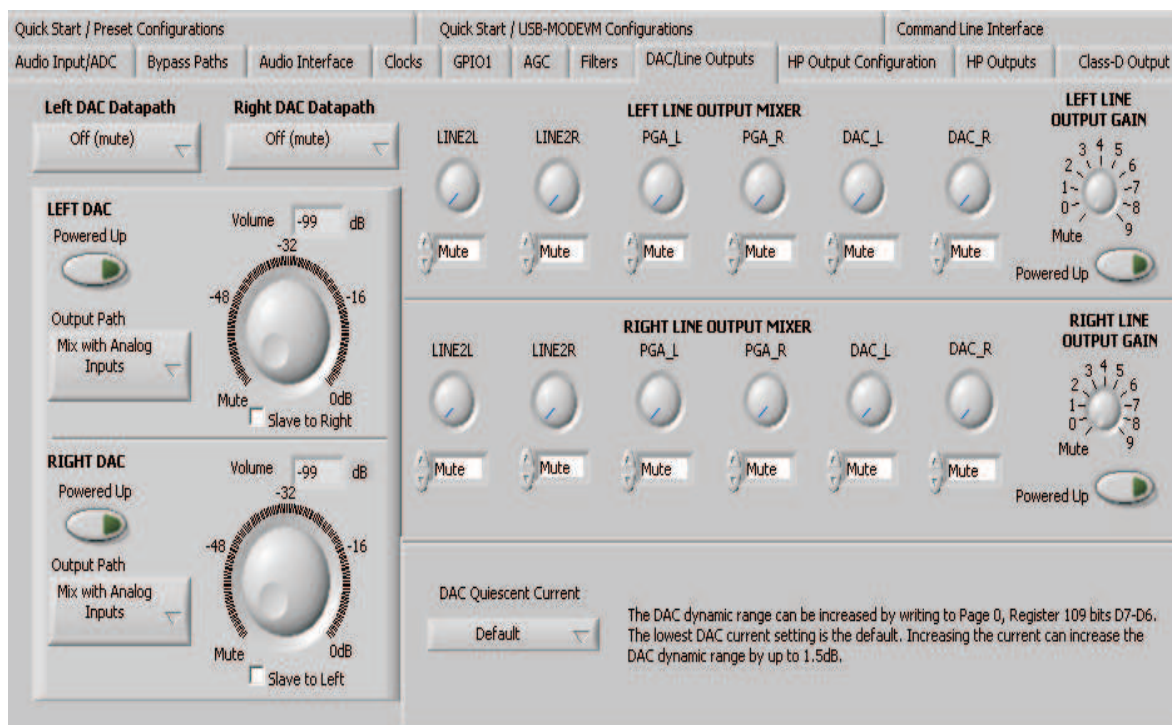 Quick Start / Preset Configurations
Quick Start / USB-MODEVM Configurations
Command Line Interface
Audio Input/ADC
Bypass Paths
Audio Interface
Clocks
GPIO1
AGC
Filters
DAC/Line Outputs
HP Output Configuration
HP Outputs
Class-D Output
Left DAC Datapath
Right DAC Datapath
Off (mute)
Off (mute)
LEFT DAC
Powered Up
Volume -99 dB
-32
-48
-16
Output Path
Mix with Analog
Inputs
Mute
0dB
Slave to Right
RIGHT DAC
Powered Up
Volume -99 dB
-32
-48
-16
Output Path
Mix with Analog
Inputs
Mute
0dB
Slave to Left
LEFT LINE OUTPUT MIXER
LINE2L LINE2R PGA_L PGA_R DAC_L DAC_R
Mute Mute Mute Mute Mute Mute
LEFT LINE
OUTPUT GAIN
3 4 5
2 6
1 7
0 8
Mute 9
Powered Up
RIGHT LINE OUTPUT MIXER
LINE2L LINE2R PGA_L PGA_R DAC_L DAC_R
Mute Mute Mute Mute Mute Mute
RIGHT LINE
OUTPUT GAIN
3 4 5
2 6
1 7
0 8
Mute 9
Powered Up
DAC Quiescent Current
Default
The DAC dynamic range can be increased by writing to Page 0, Register 109 bits D7-D6.
The lowest DAC current setting is the default. Increasing the current can increase the
DAC dynamic range by up to 1.5dB.